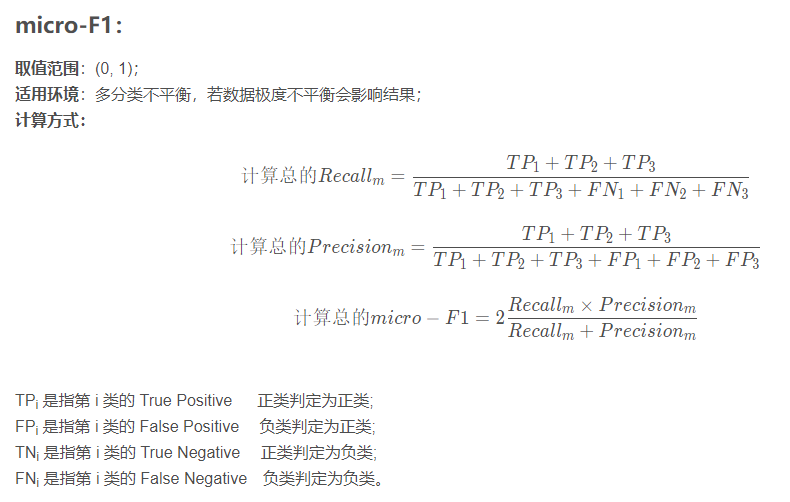 micro-F1：
取值范围：(0, 1)；
适用环境：多分类不平衡，若数据极度不平衡会影响结果；
计算方式：
计算总的Recall_m = \frac{TP_1 + TP_2 + TP_3}{TP_1 + TP_2 + TP_3 + FN_1 + FN_2 + FN_3}
计算总的Precision_m = \frac{TP_1 + TP_2 + TP_3}{TP_1 + TP_2 + TP_3 + FP_1 + FP_2 + FP_3}
计算总的micro − F1 = 2\frac{Recall_m × Precision_m}{Recall_m + Precision_m}
TP_i 是指第 i 类的 True Positive 正类判定为正类;
FP_i 是指第 i 类的 False Positive 负类判定为正类;
TN_i 是指第 i 类的 True Negative 正类判定为负类;
FN_i 是指第 i 类的 False Negative 负类判定为负类。